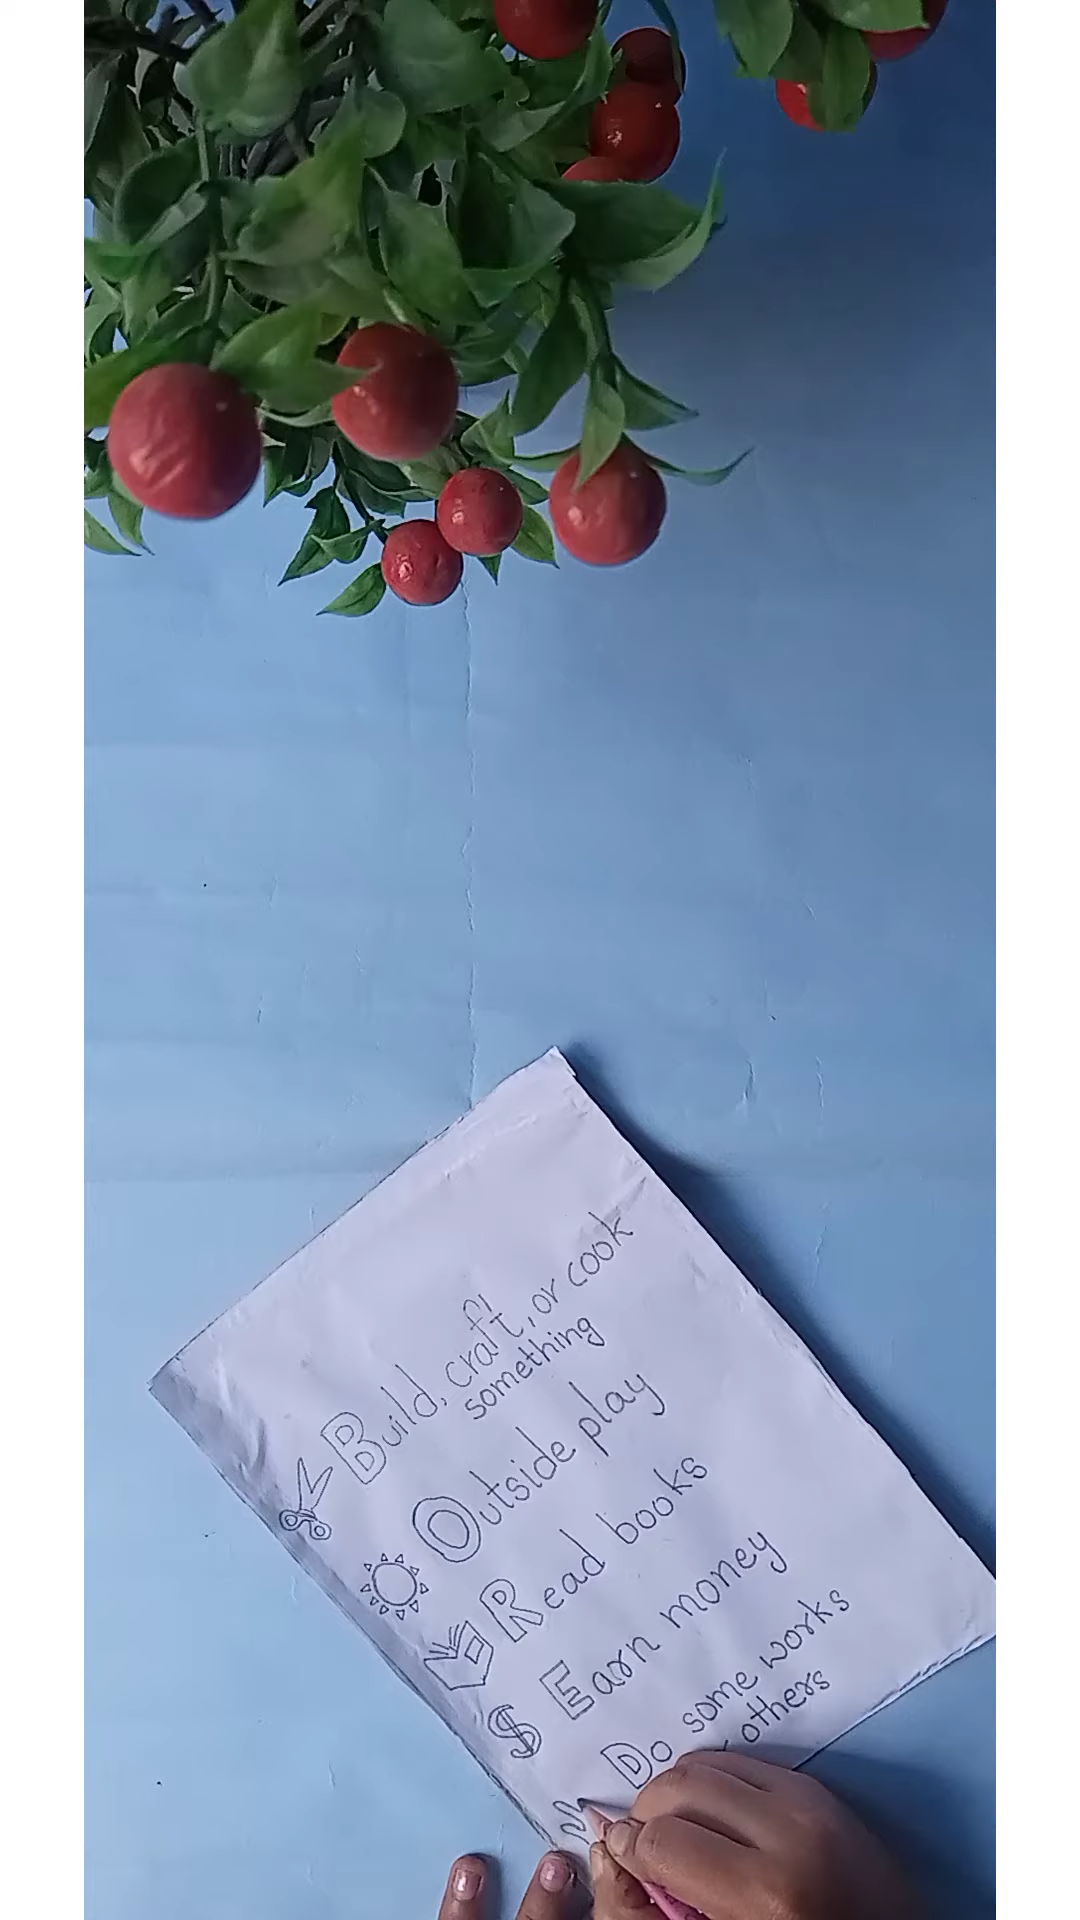 Build, craft, or cook
something
Outside play
Read books
$ Earn money
Do some works
others